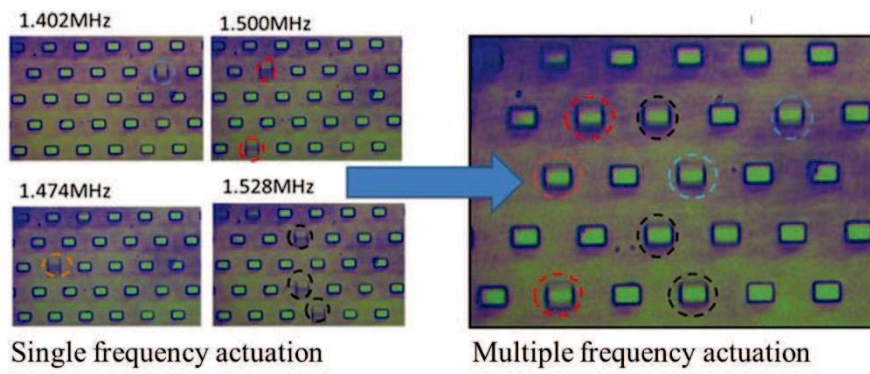 1.402MHz
1.500MHz
1.474MHz
1.528MHz
Single frequency actuation
Multiple frequency actuation